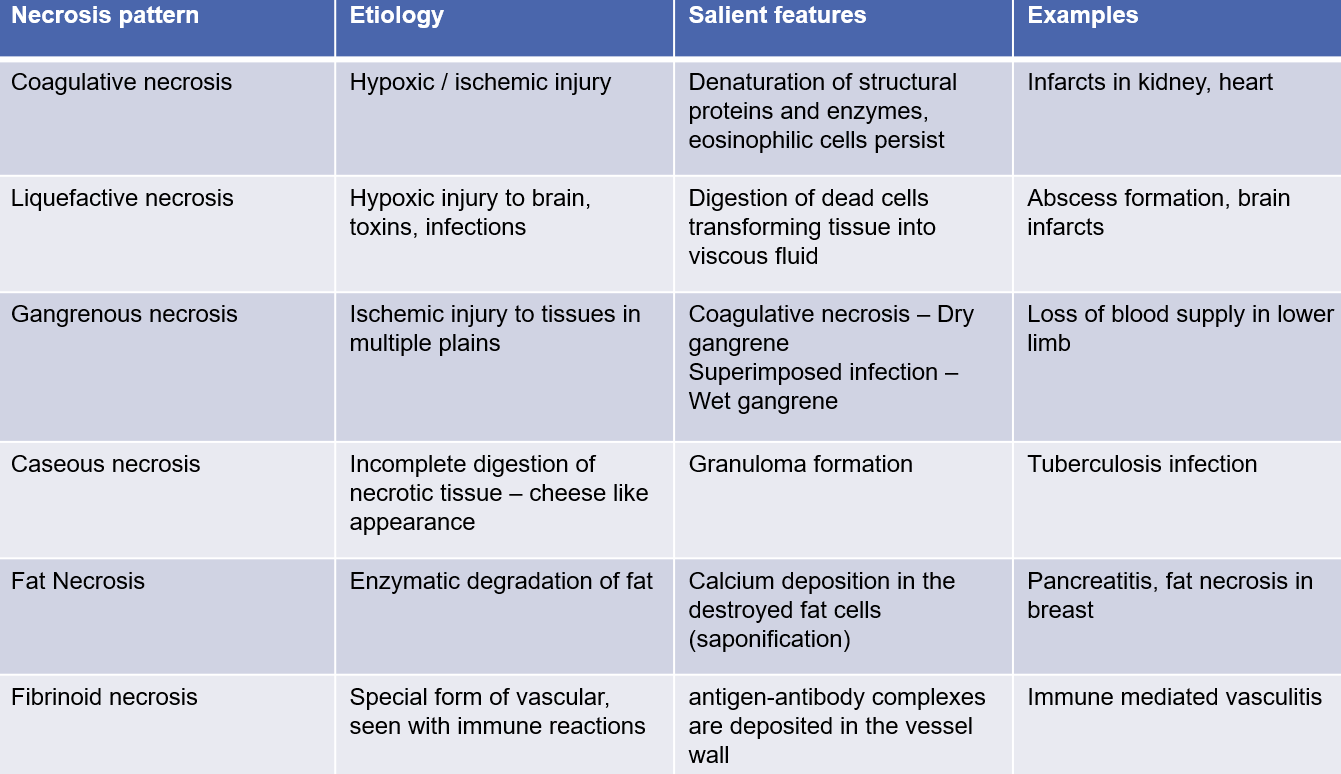 Necrosis pattern
Etiology
Salient features
Examples
Coagulative necrosis
Hypoxic / ischemic injury
Denaturation of structural
proteins and enzymes,
eosinophilic cells persist
Infarcts in kidney, heart
Liquefactive necrosis
Hypoxic injury to brain,
toxins, infections
Digestion of dead cells
transforming tissue into
viscous fluid
Abscess formation, brain
infarcts
Gangrenous necrosis
Ischemic injury to tissues in
multiple plains
Coagulative necrosis – Dry
gangrene
Superimposed infection –
Wet gangrene
Loss of blood supply in lower
limb
Caseous necrosis
Incomplete digestion of
necrotic tissue – cheese like
appearance
Granuloma formation
Tuberculosis infection
Fat Necrosis
Enzymatic degradation of fat
Calcium deposition in the
destroyed fat cells
(saponification)
Pancreatitis, fat necrosis in
breast
Fibrinoid necrosis
Special form of vascular,
seen with immune reactions
antigen-antibody complexes
are deposited in the vessel
wall
Immune mediated vasculitis